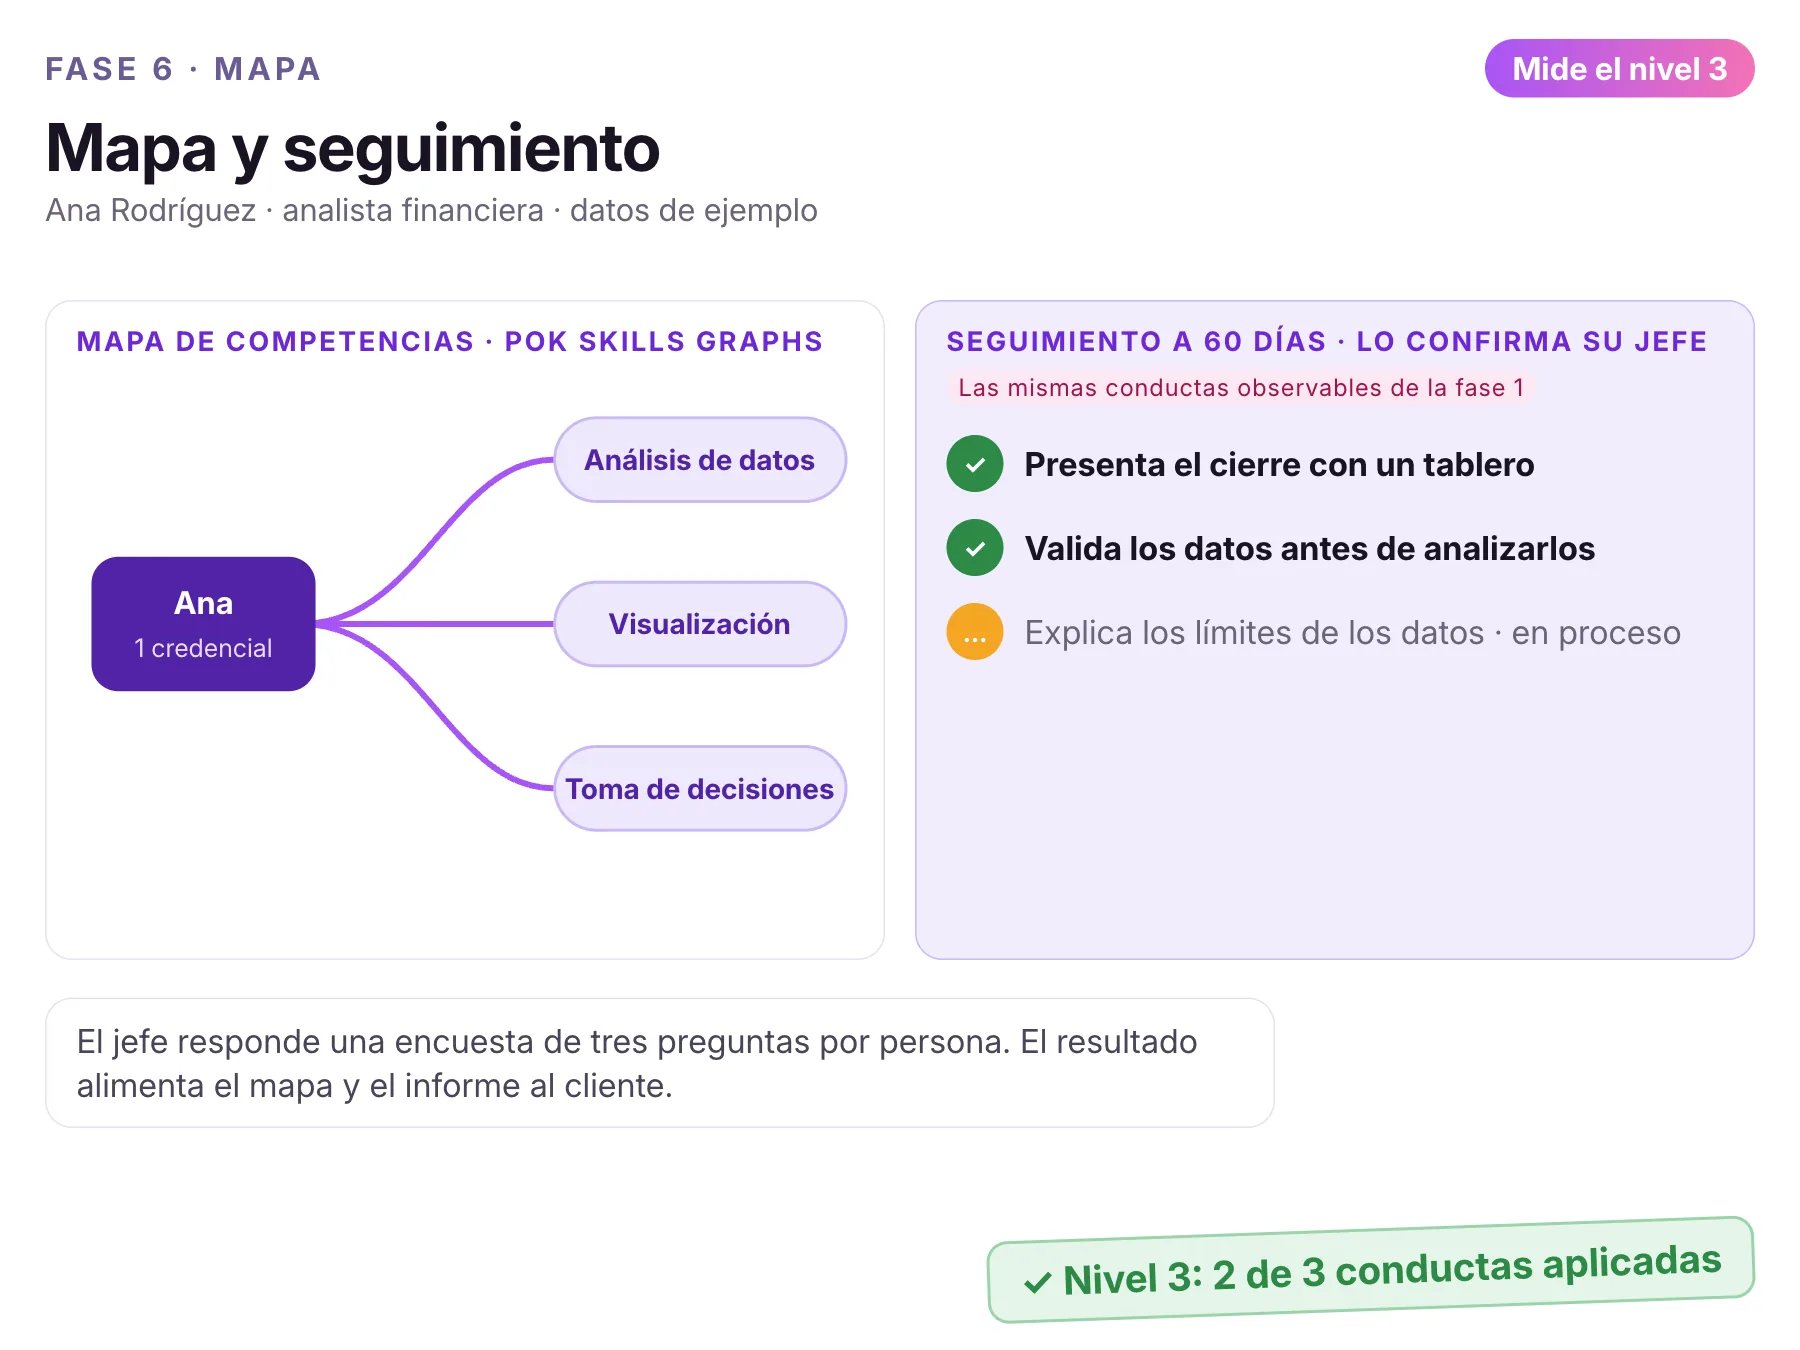 FASE 6 · MAPA
Mide el nivel 3
Mapa y seguimiento
Ana Rodríguez · analista financiera · datos de ejemplo
MAPA DE COMPETENCIAS · POK SKILLS GRAPHS
Ana
1 credencial
Análisis de datos
Visualización
Toma de decisiones
SEGUIMIENTO A 60 DÍAS · LO CONFIRMA SU JEFE
Las mismas conductas observables de la fase 1
✓ Presenta el cierre con un tablero
✓ Valida los datos antes de analizarlos
... Explica los límites de los datos · en proceso
El jefe responde una encuesta de tres preguntas por persona. El resultado
alimenta el mapa y el informe al cliente.
✓ Nivel 3: 2 de 3 conductas aplicadas